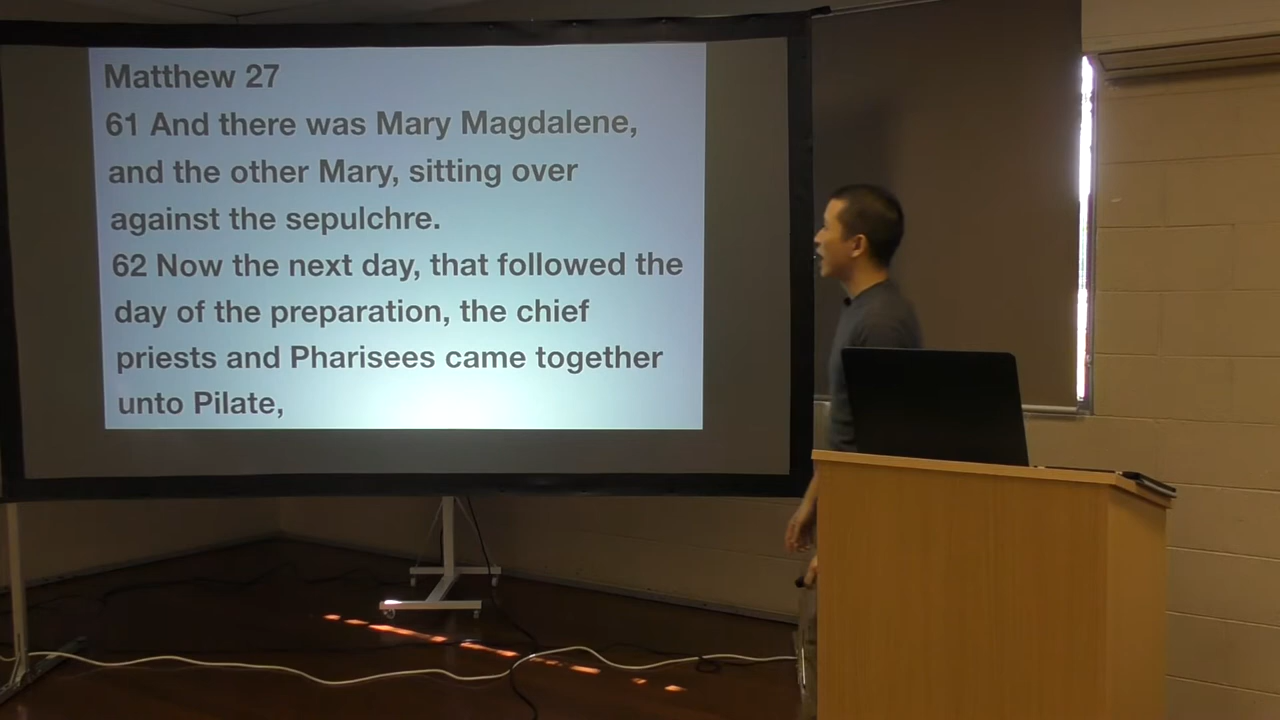 Matthew 27
61 And there was Mary Magdalene,
and the other Mary, sitting over
against the sepulchre.
62 Now the next day, that followed the
day of the preparation, the chief
priests and Pharisees came together
unto Pilate,